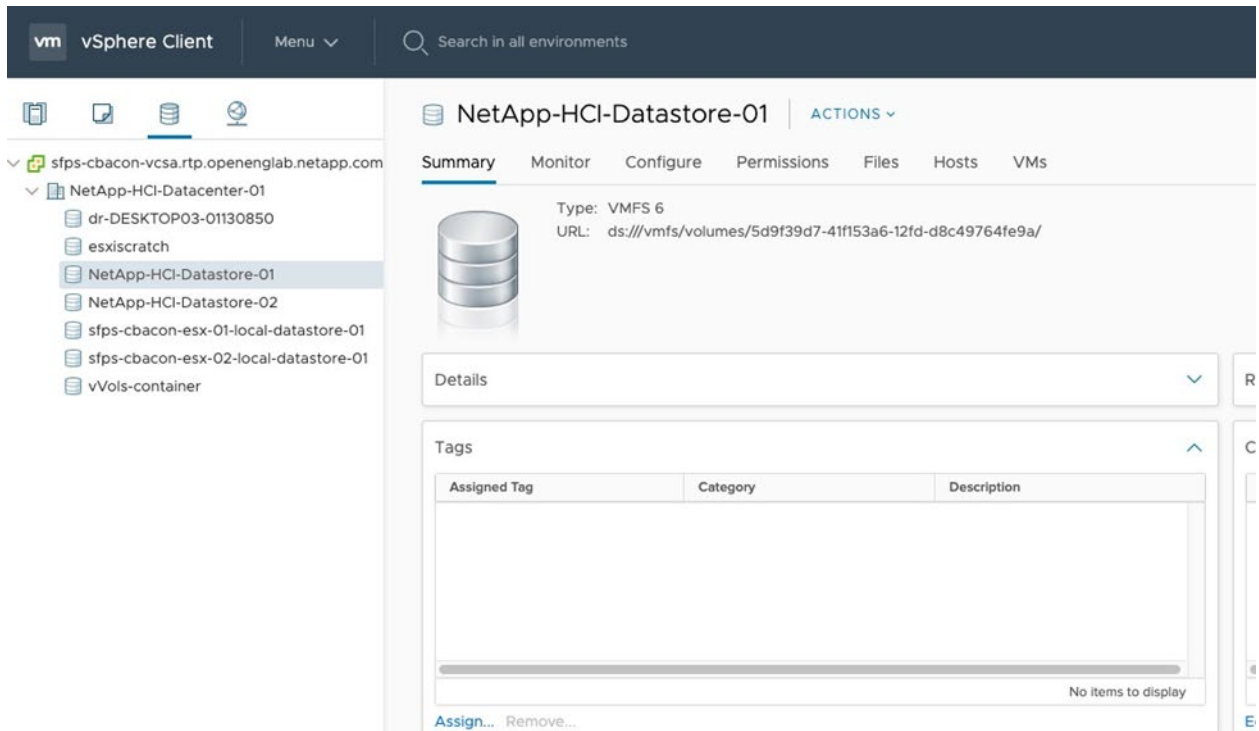 vm vSphere Client Menu Search in all environments
sfps-cbacon-vcsa.rtp.openenglab.netapp.com
NetApp-HCI-Datacenter-01
dr-DESKTOP03-01130850
esxiscratch
NetApp-HCI-Datastore-01
NetApp-HCI-Datastore-02
sfps-cbacon-esx-01-local-datastore-01
sfps-cbacon-esx-02-local-datastore-01
vVols-container
NetApp-HCI-Datastore-01 ACTIONS
Summary Monitor Configure Permissions Files Hosts VMs
Type: VMFS 6
URL: ds:///vmfs/volumes/5d9f39d7-41f153a6-12fd-d8c49764fe9a/
Details
Tags
Assigned Tag Category Description
No items to display
Assign... Remove...